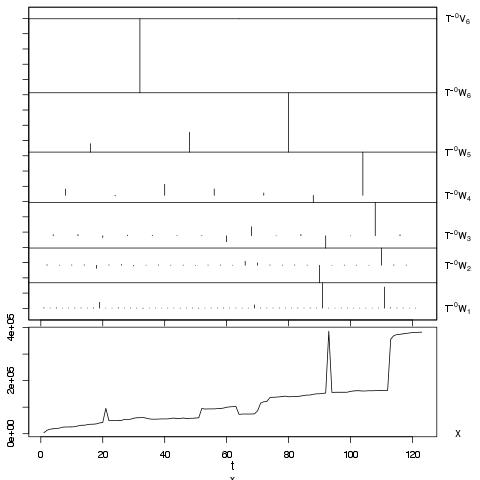 T⁻⁰V₆
T⁻⁰W₆
T⁻⁰W₅
T⁻⁰W₄
T⁻⁰W₃
T⁻⁰W₂
T⁻⁰W₁
4e+05
2e+05
0e+00
X
0 20 40 60 80 100 120
t
x